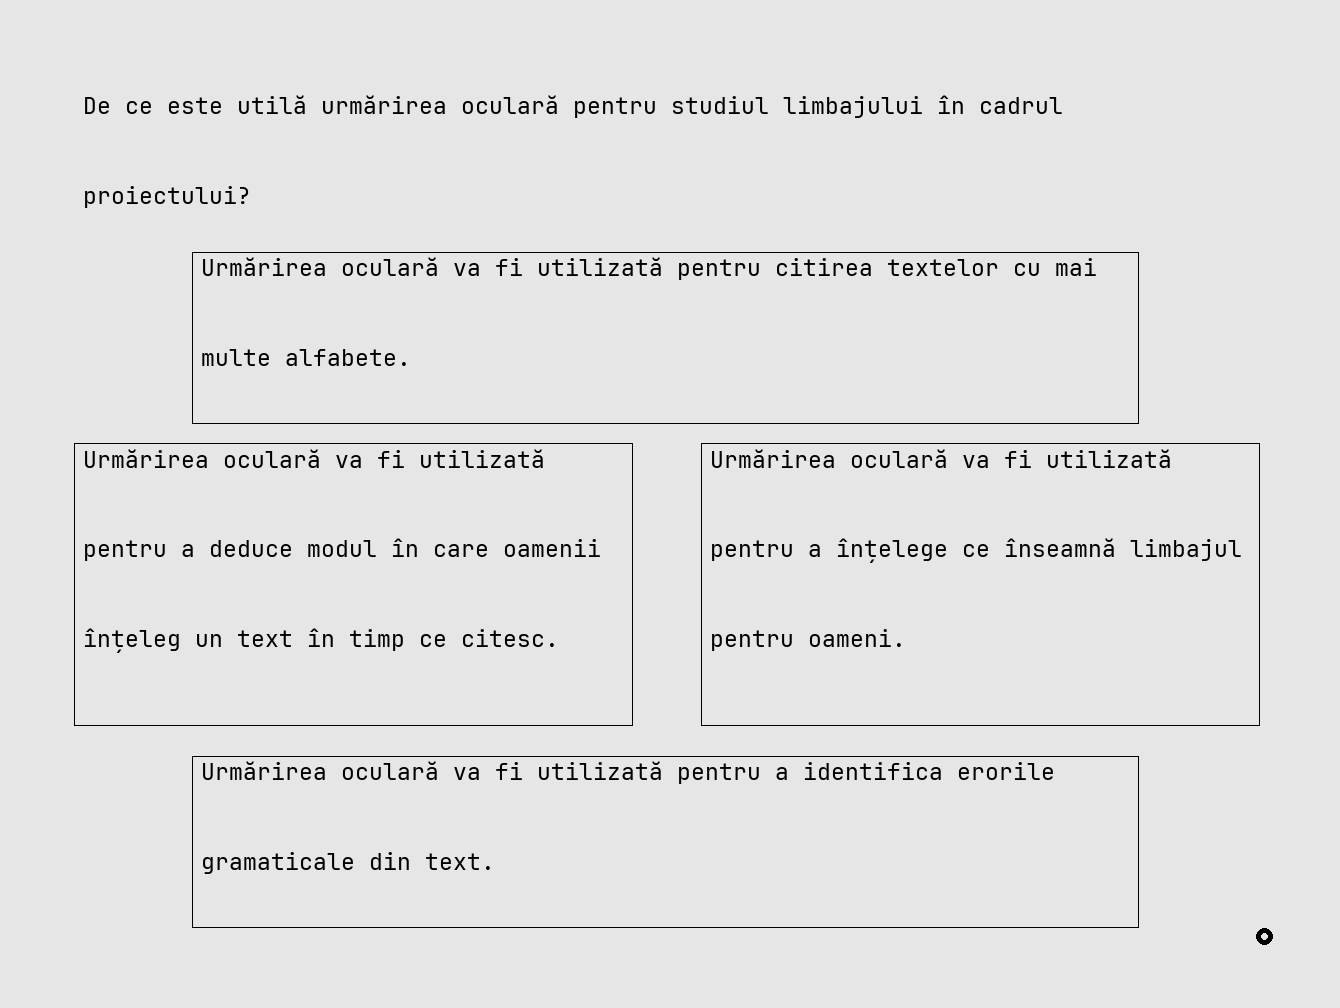 De ce este utilă urmărirea oculară pentru studiul limbajului în cadrul
proiectului?
Urmărirea oculară va fi utilizată pentru citirea textelor cu mai
multe alfabete.
Urmărirea oculară va fi utilizată
pentru a deduce modul în care oamenii
înțeleg un text în timp ce citesc.
Urmărirea oculară va fi utilizată
pentru a înțelege ce înseamnă limbajul
pentru oameni.
Urmărirea oculară va fi utilizată pentru a identifica erorile
gramaticale din text.